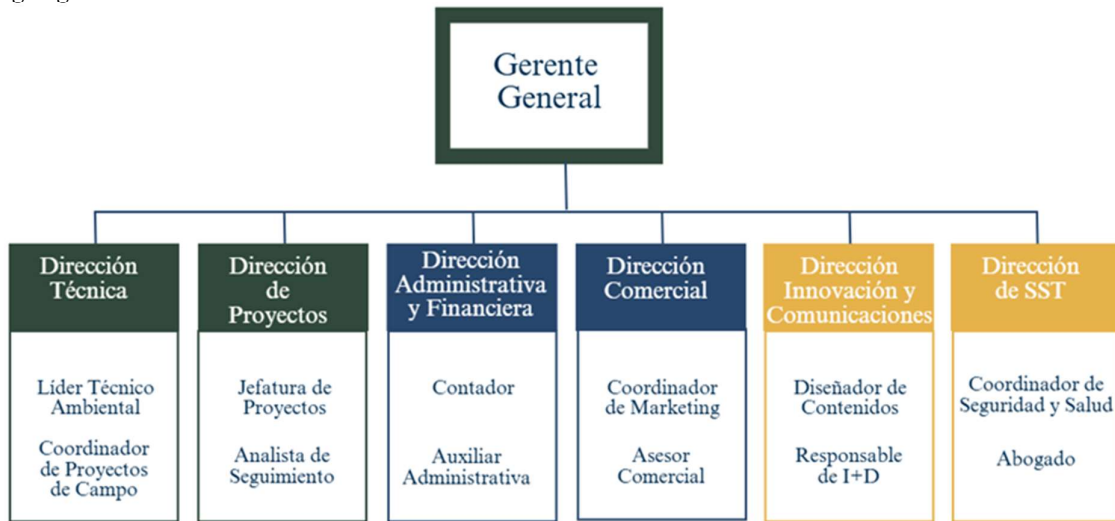 Gerente
General
Dirección
Técnica
Dirección
de
Proyectos
Dirección
Administrativa
y Financiera
Dirección
Comercial
Dirección
Innovación y
Comunicaciones
Dirección
de SST
Líder Técnico
Ambiental
Coordinador
de Proyectos
de Campo
Jefatura de
Proyectos
Analista de
Seguimiento
Contador
Auxiliar
Administrativa
Coordinador
de Marketing
Asesor
Comercial
Diseñador de
Contenidos
Responsable
de I+D
Coordinador de
Seguridad y Salud
Abogado